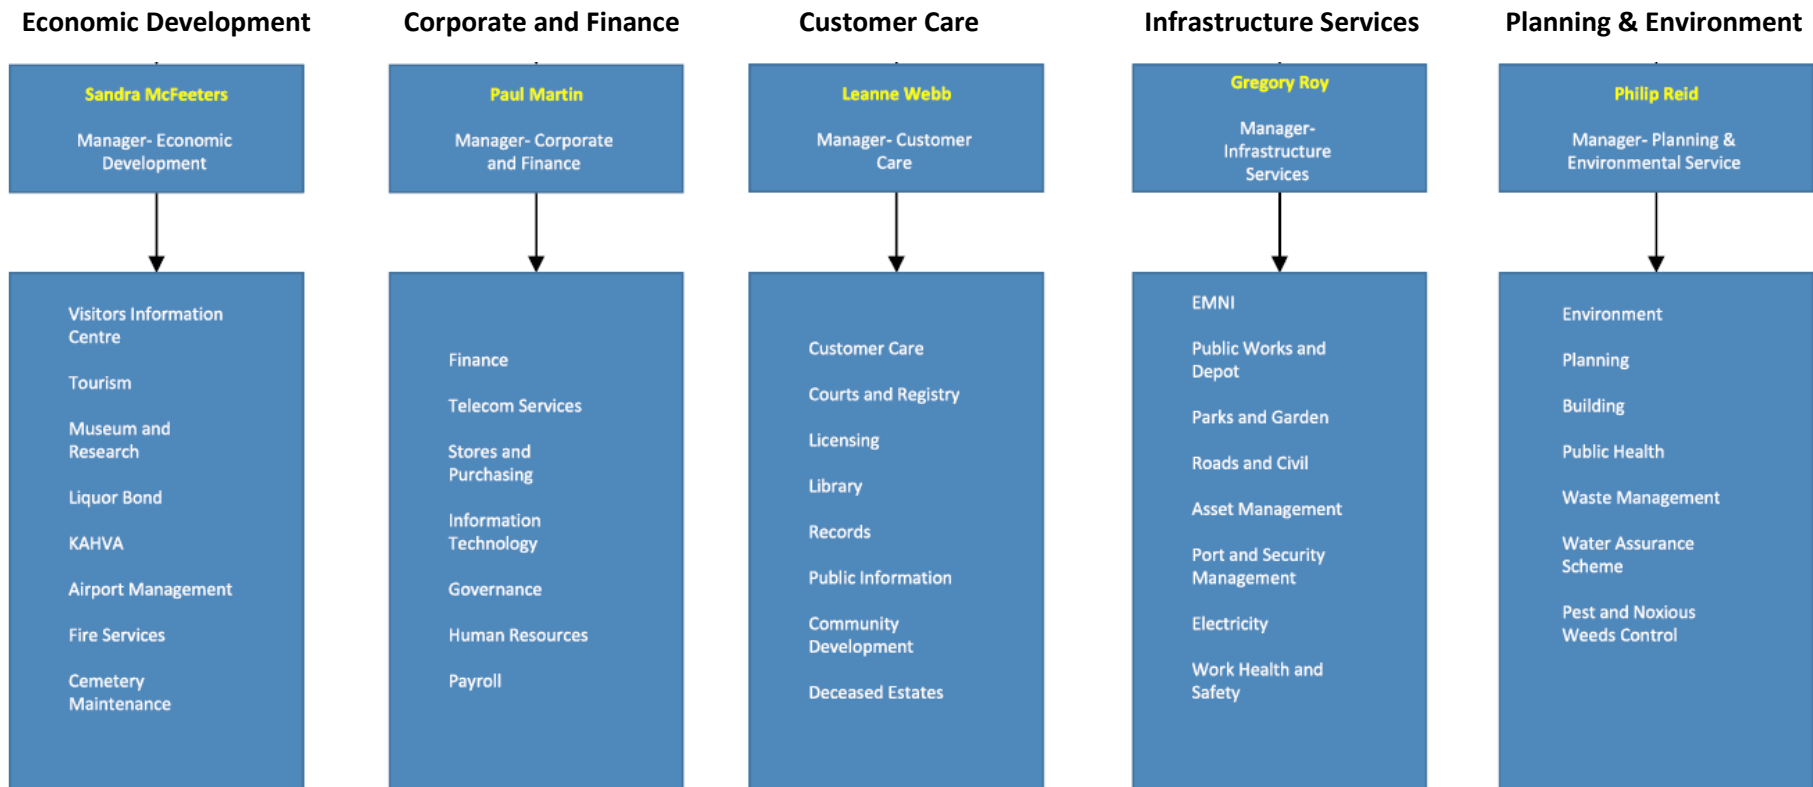 Economic Development
Corporate and Finance
Customer Care
Infrastructure Services
Planning & Environment
Sandra McFeeters
Manager- Economic
Development
Paul Martin
Manager- Corporate
and Finance
Leanne Webb
Manager- Customer
Care
Gregory Roy
Manager-
Infrastructure
Services
Philip Reid
Manager- Planning &
Environmental Service
Visitors Information
Centre
Tourism
Museum and
Research
Liquor Bond
KAHVA
Airport Management
Fire Services
Cemetery
Maintenance
Finance
Telecom Services
Stores and
Purchasing
Information
Technology
Governance
Human Resources
Payroll
Customer Care
Courts and Registry
Licensing
Library
Records
Public Information
Community
Development
Deceased Estates
EMNI
Public Works and
Depot
Parks and Garden
Roads and Civil
Asset Management
Port and Security
Management
Electricity
Work Health and
Safety
Environment
Planning
Building
Public Health
Waste Management
Water Assurance
Scheme
Pest and Noxious
Weeds Control